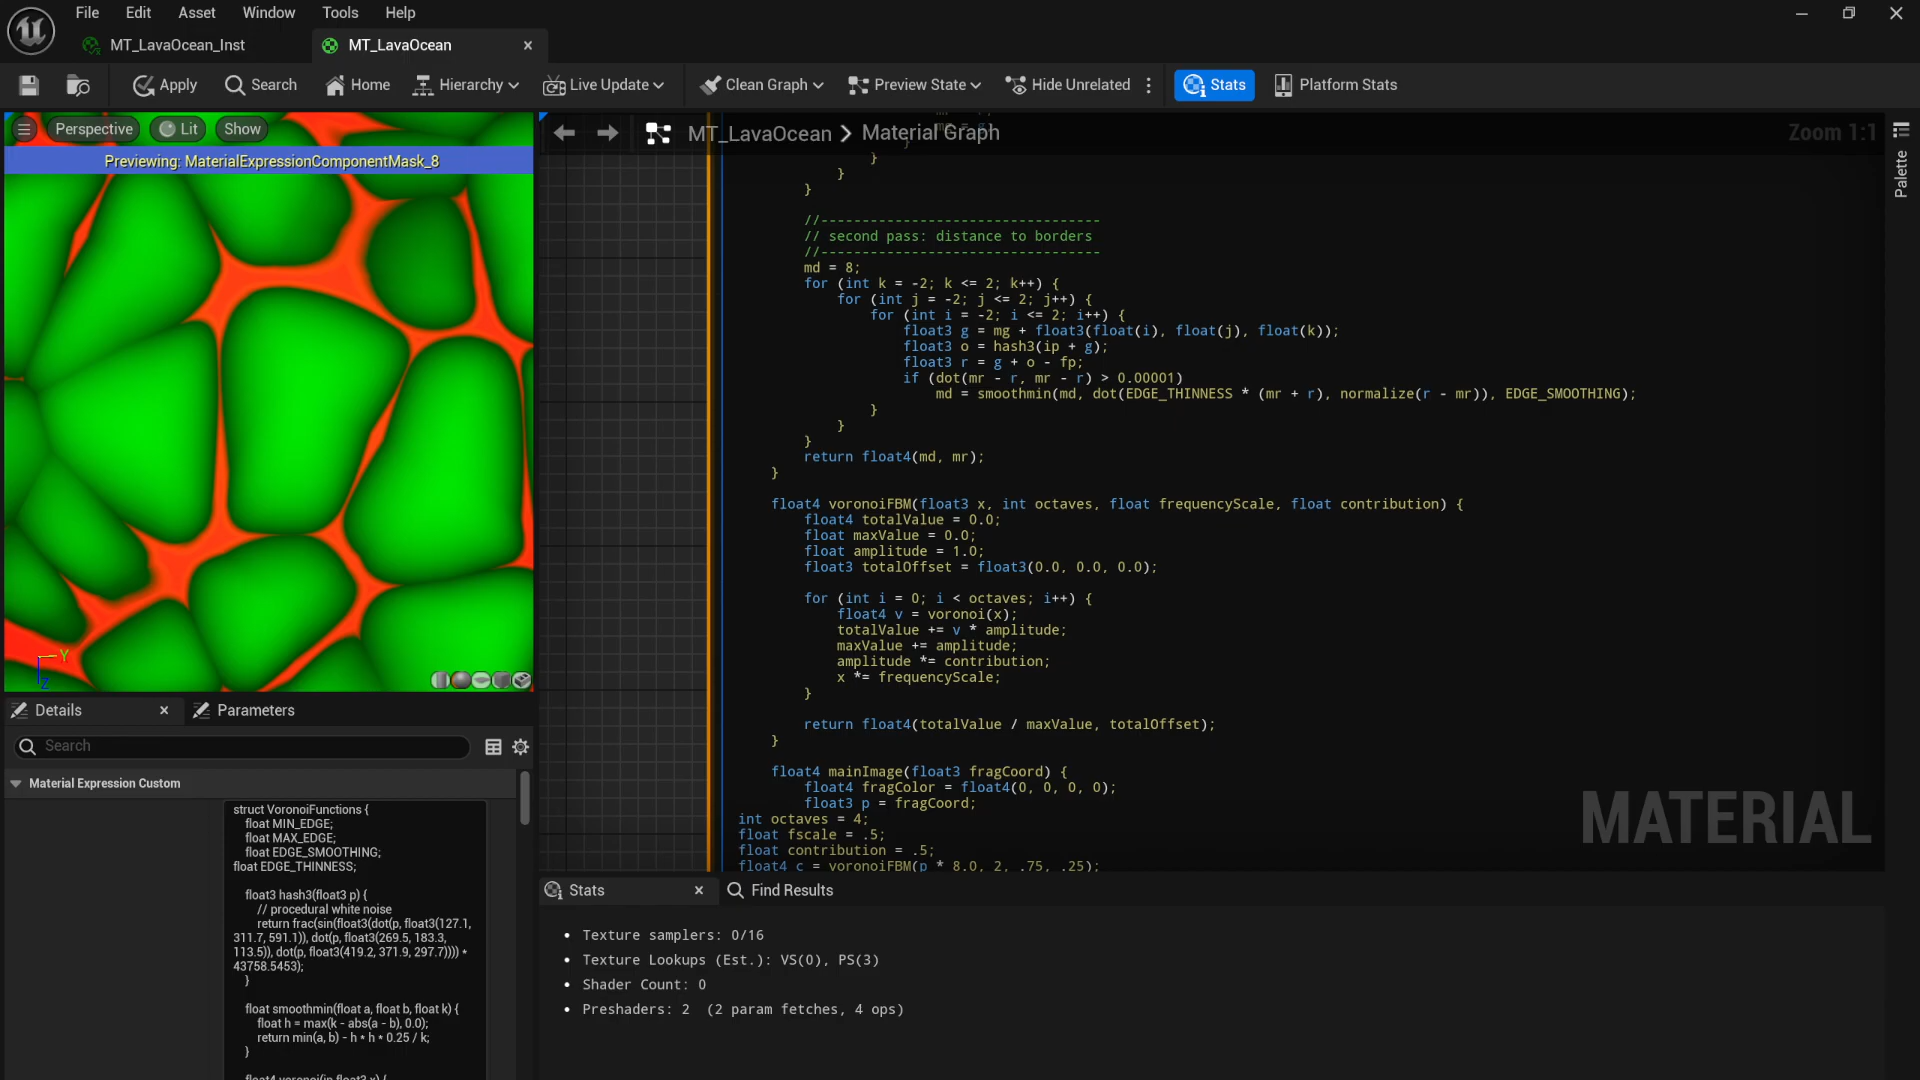 File Edit Asset Window Tools Help
MT_LavaOcean_Inst MT_LavaOcean
Apply Search Home Hierarchy Live Update Clean Graph Preview State Hide Unrelated Stats Platform Stats
Perspective Lit Show
Previewing: MaterialExpressionComponentMask_8
Y
Z
MT_LavaOcean Material Graph
Zoom 1:1
Palette
}
}
}
//----------------------------------
// second pass: distance to borders
//----------------------------------
md = 8;
for (int k = -2; k <= 2; k++) {
for (int j = -2; j <= 2; j++) {
for (int i = -2; i <= 2; i++) {
float3 g = mg + float3(float(i), float(j), float(k));
float3 o = hash3(ip + g);
float3 r = g + o - fp;
if (dot(mr - r, mr - r) > 0.00001)
md = smoothmin(md, dot(EDGE_THINNESS * (mr + r), normalize(r - mr)), EDGE_SMOOTHING);
}
}
}
return float4(md, mr);
}
float4 voronoiFBM(float3 x, int octaves, float frequencyScale, float contribution) {
float4 totalValue = 0.0;
float maxValue = 0.0;
float amplitude = 1.0;
float3 totalOffset = float3(0.0, 0.0, 0.0);
for (int i = 0; i < octaves; i++) {
float4 v = voronoi(x);
totalValue += v * amplitude;
maxValue += amplitude;
amplitude *= contribution;
x *= frequencyScale;
}
return float4(totalValue / maxValue, totalOffset);
}
float4 mainImage(float3 fragCoord) {
float4 fragColor = float4(0, 0, 0, 0);
float3 p = fragCoord;
int octaves = 4;
float fscale = .5;
float contribution = .5;
float4 c = voronoiFBM(p * 8.0, 2, .75, .25);
MATERIAL
Details Parameters
Search
Material Expression Custom
struct VoronoiFunctions {
float MIN_EDGE;
float MAX_EDGE;
float EDGE_SMOOTHING;
float EDGE_THINNESS;
float3 hash3(float3 p) {
// procedural white noise
return frac(sin(float3(dot(p, float3(127.1,
311.7, 591.1)), dot(p, float3(269.5, 183.3,
113.5)), dot(p, float3(419.2, 371.9, 297.7)))) *
43758.5453);
}
float smoothmin(float a, float b, float k) {
float h = max(k - abs(a - b), 0.0);
return min(a, b) - h * h * 0.25 / k;
}
float4 voronoi(in float3 x) {
Stats Find Results
• Texture samplers: 0/16
• Texture Lookups (Est.): VS(0), PS(3)
• Shader Count: 0
• Preshaders: 2 (2 param fetches, 4 ops)